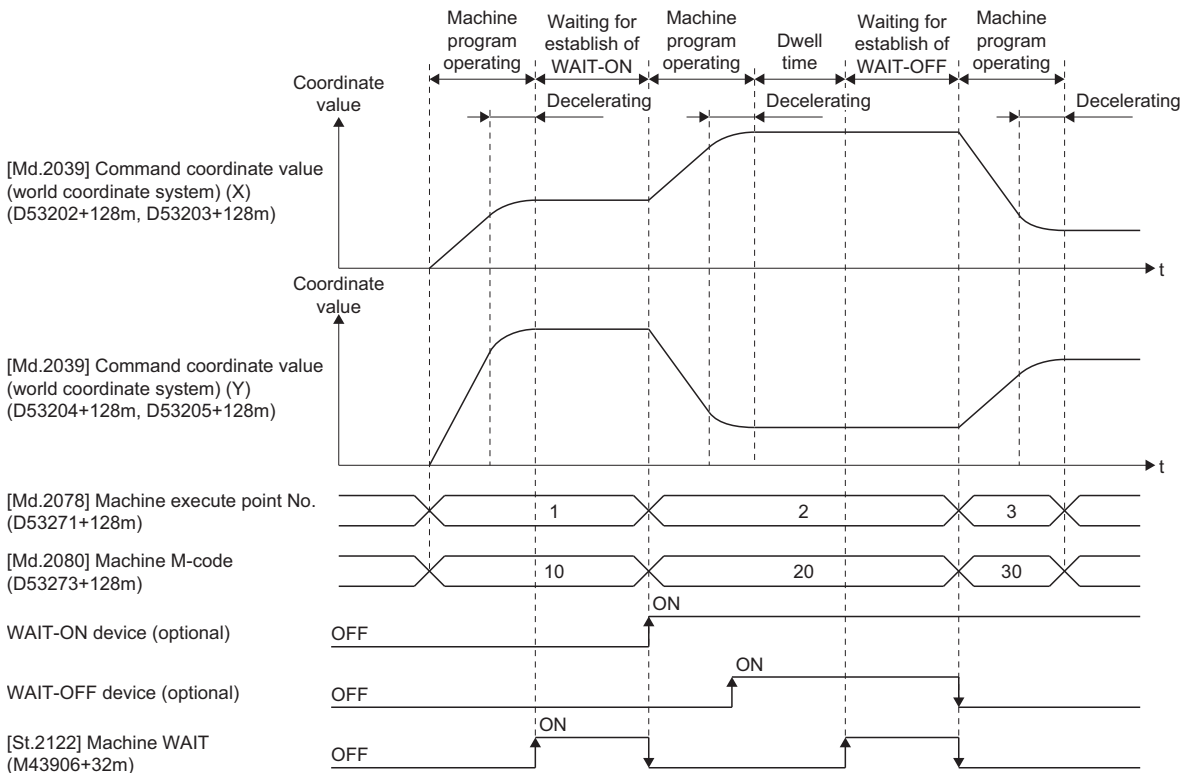 Machine program operating
Waiting for establish of WAIT-ON
Machine program operating
Dwell time
Waiting for establish of WAIT-OFF
Machine program operating
Coordinate value
Decelerating
Decelerating
Decelerating
[Md.2039] Command coordinate value
(world coordinate system) (X)
(D53202+128m, D53203+128m)
t
Coordinate value
[Md.2039] Command coordinate value
(world coordinate system) (Y)
(D53204+128m, D53205+128m)
t
[Md.2078] Machine execute point No.
(D53271+128m)
1
2
3
[Md.2080] Machine M-code
(D53273+128m)
10
20
30
ON
WAIT-ON device (optional)
OFF
ON
WAIT-OFF device (optional)
OFF
ON
[St.2122] Machine WAIT
(M43906+32m)
OFF